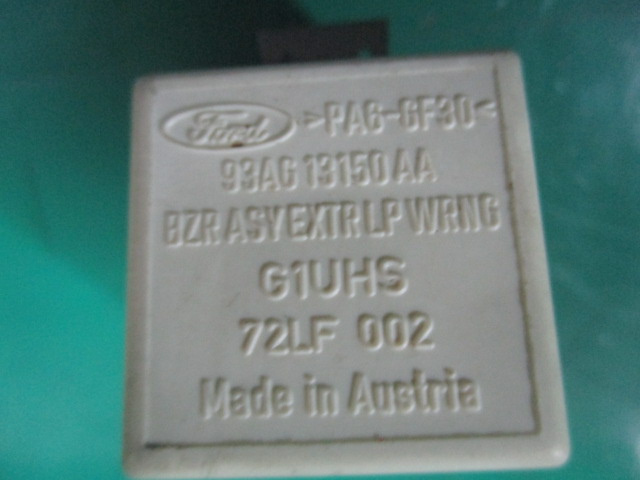 Ford >PA6-GF30<
93AG 13150 AA
BZR ASY EXTR LP WRNG
G1UHS
72LF 002
Made in Austria